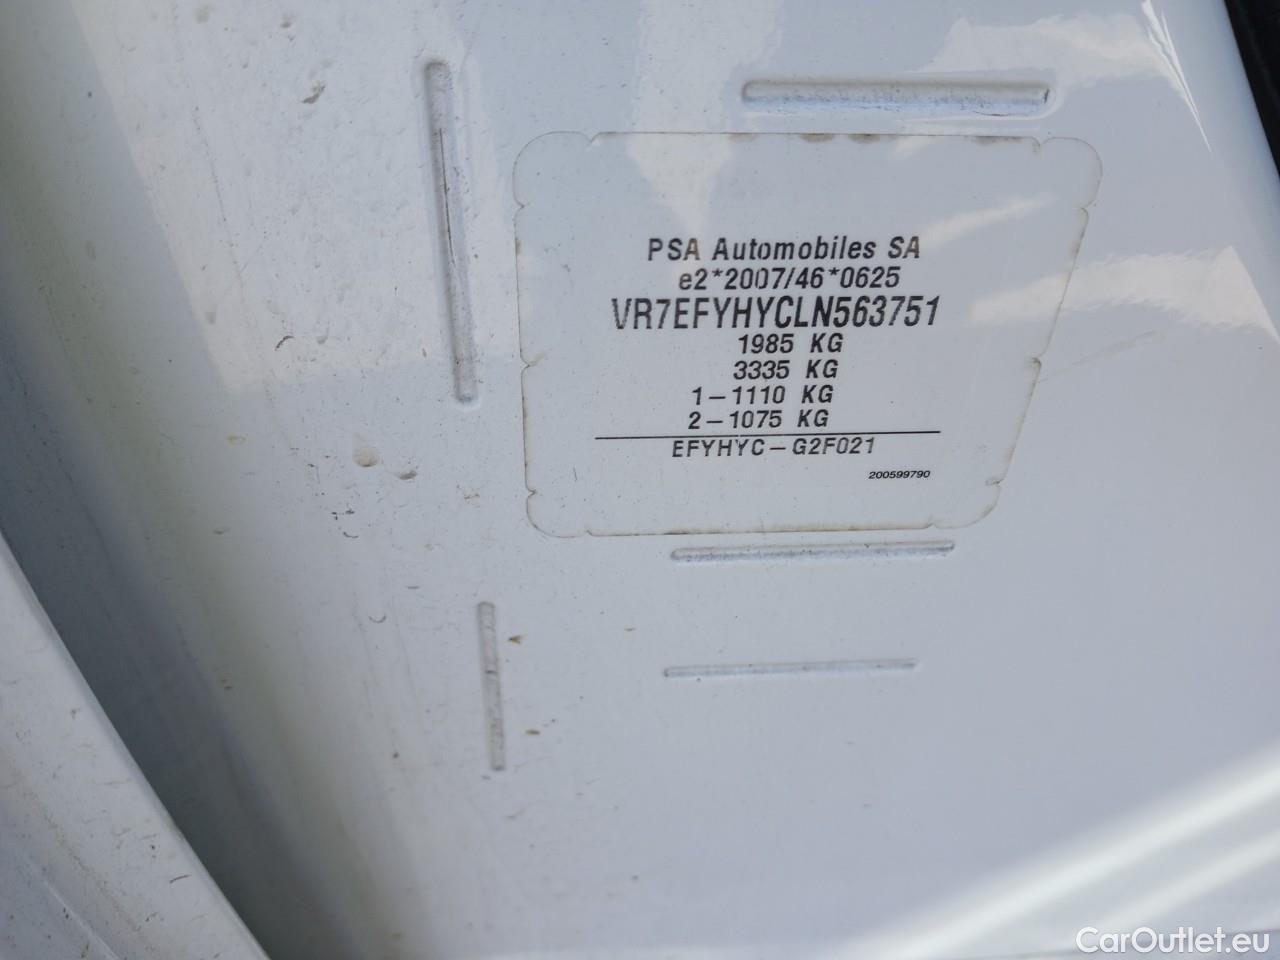 PSA Automobiles SA
e2*2007/46*0625
VR7EFYHYCLN563751
1985 KG
3335 KG
1-1110 KG
2-1075 KG
EFYHYC-G2F021
200599790
CarOutlet.eu